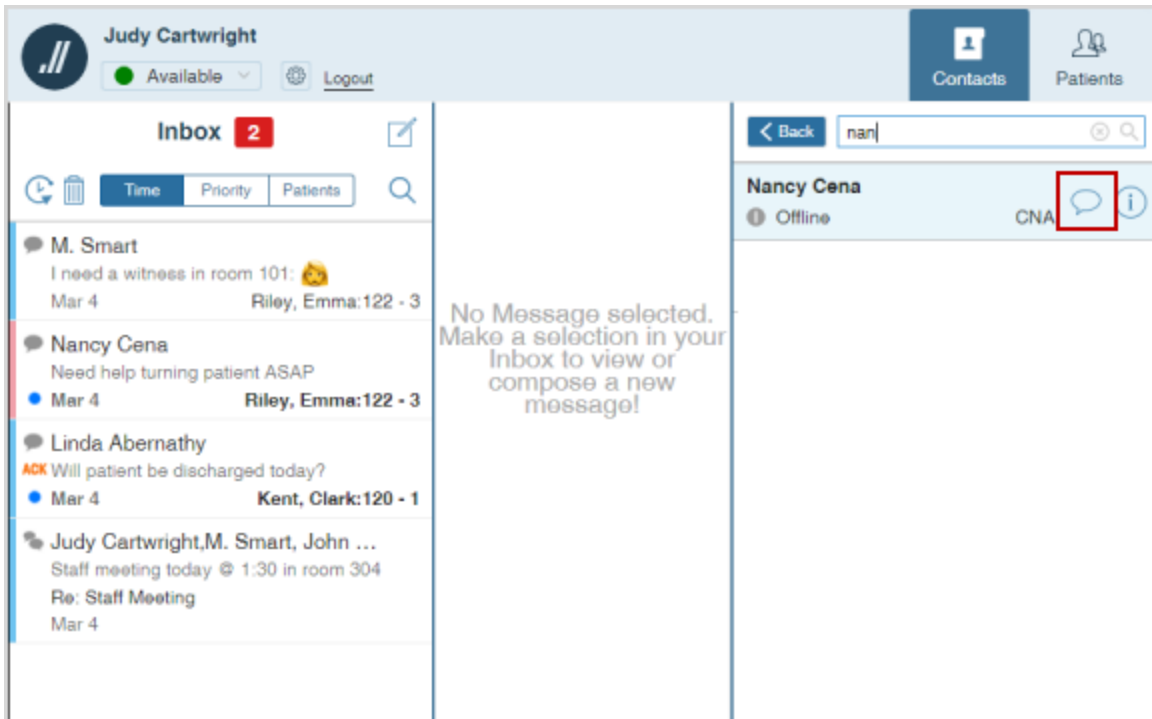 Judy Cartwright
Available
Logout
Contacts
Patients
Inbox 2
Time Priority Patients
M. Smart
I need a witness in room 101:
Mar 4 Riley, Emma:122 - 3
Nancy Cena
Need help turning patient ASAP
Mar 4 Riley, Emma:122 - 3
Linda Abernathy
ACK Will patient be discharged today?
Mar 4 Kent, Clark:120 - 1
Judy Cartwright,M. Smart, John ...
Staff meeting today @ 1:30 in room 304
Re: Staff Meeting
Mar 4
No Message selected.
Make a selection in your
Inbox to view or
compose a new
message!
Back nan
Nancy Cena
Offline CNA